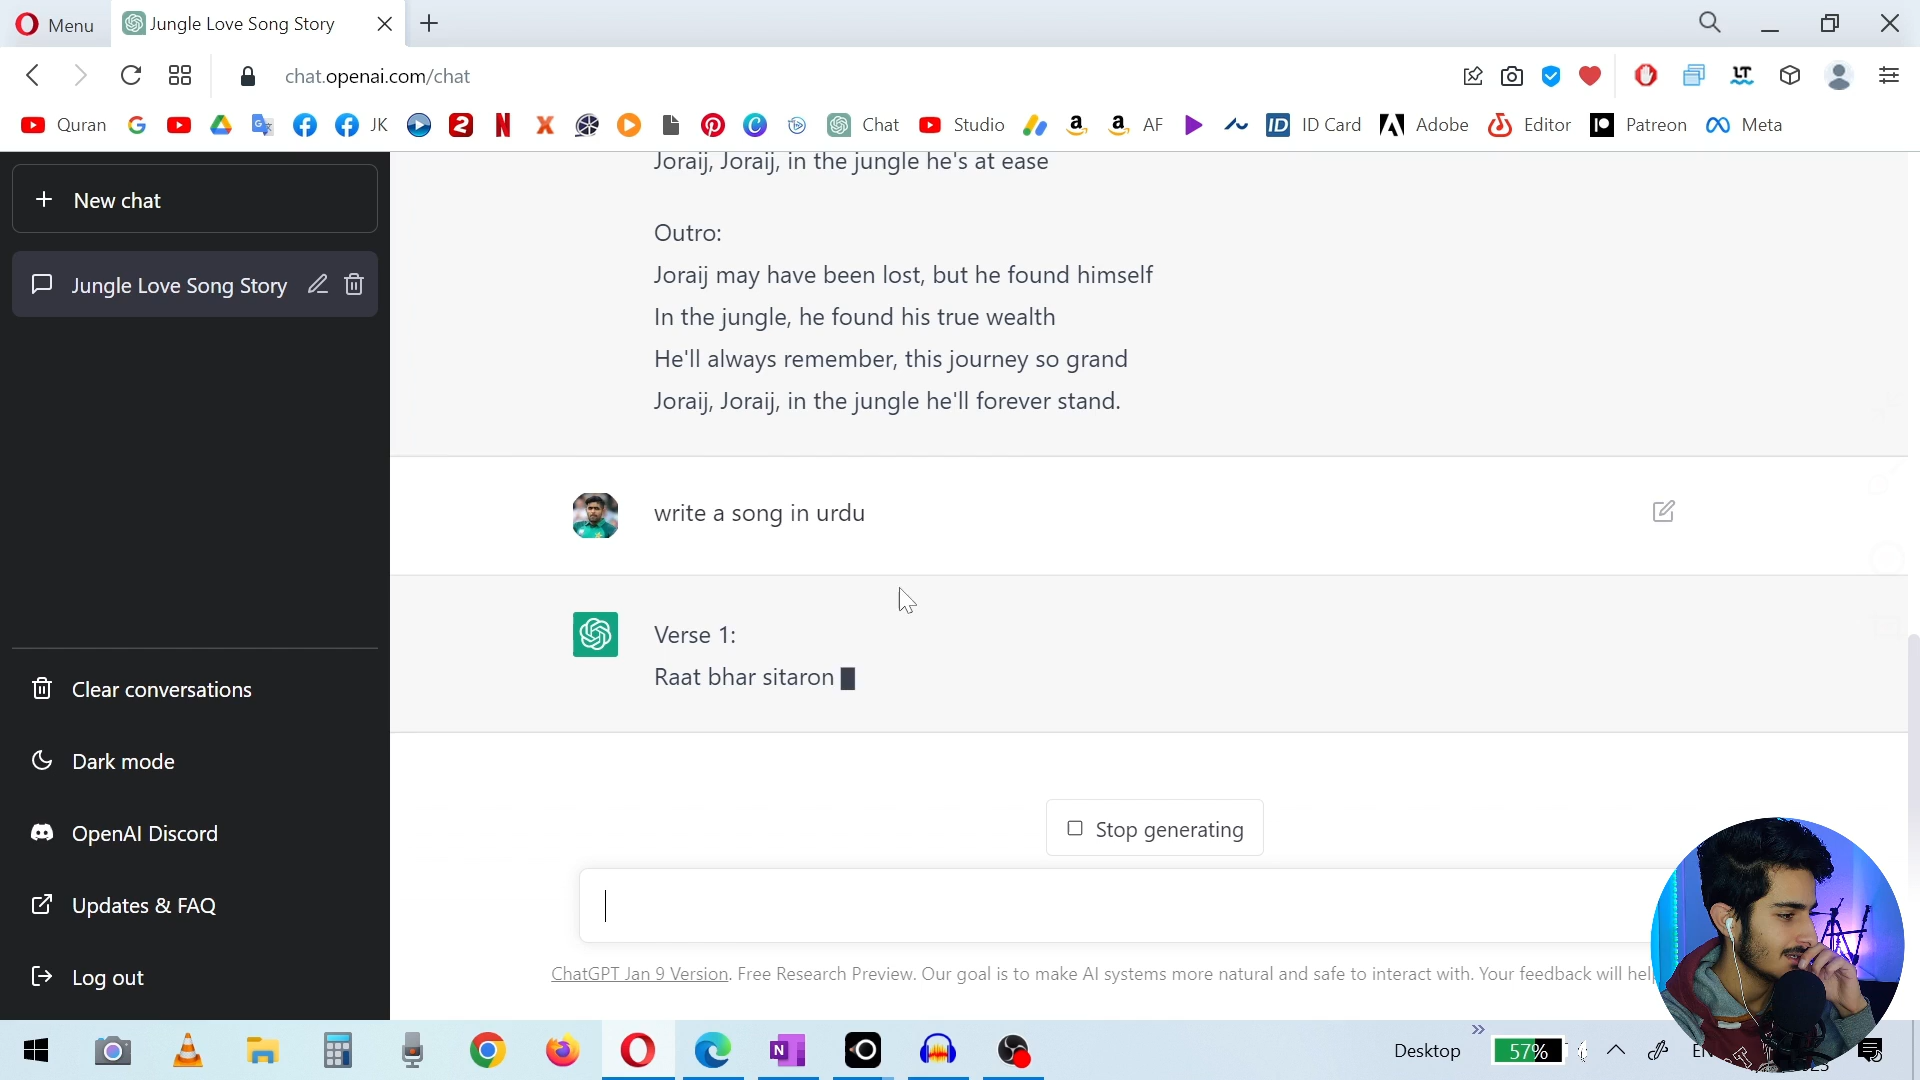 Menu
Jungle Love Song Story
chat.openai.com/chat
Quran
JK
Chat
Studio
AF
ID Card
Adobe
Editor
Patreon
Meta
New chat
Jungle Love Song Story
Clear conversations
Dark mode
OpenAI Discord
Updates & FAQ
Log out
Joraij, Joraij, in the jungle he's at ease
Outro:
Joraij may have been lost, but he found himself
In the jungle, he found his true wealth
He'll always remember, this journey so grand
Joraij, Joraij, in the jungle he'll forever stand.
write a song in urdu
Verse 1:
Raat bhar sitaron
Stop generating
ChatGPT Jan 9 Version. Free Research Preview. Our goal is to make AI systems more natural and safe to interact with. Your feedback will
Desktop
57%